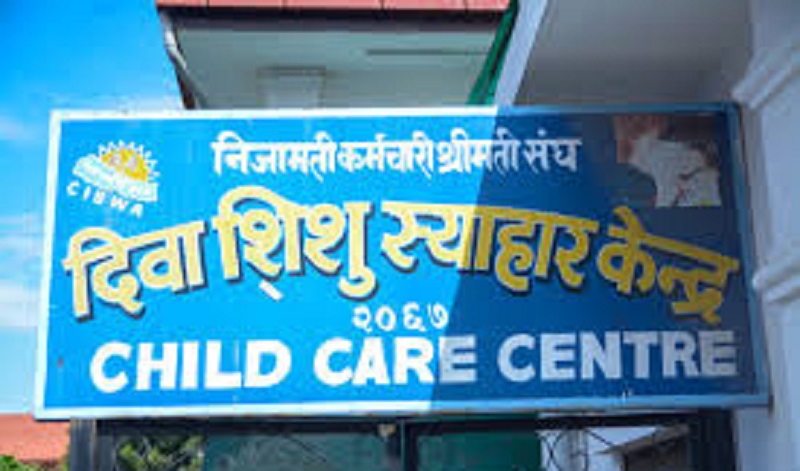 निजामती कर्मचारी श्रीमती संघ
CISWA
दिवा शिशु स्याहार केन्द्र
२०६७
CHILD CARE CENTRE